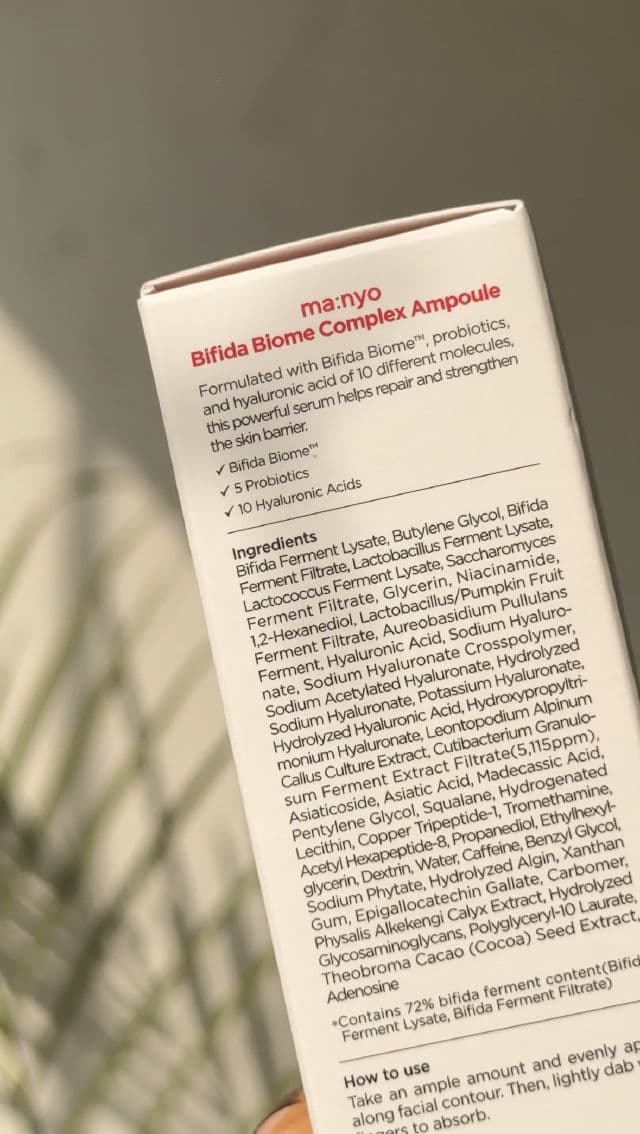 ma:nyo
Bifida Biome Complex Ampoule
Formulated with Bifida Biome™, probiotics,
and hyaluronic acid of 10 different molecules,
this powerful serum helps repair and strengthen
the skin barrier.
✓ Bifida Biome™
✓ 5 Probiotics
✓ 10 Hyaluronic Acids
Ingredients
Bifida Ferment Lysate, Butylene Glycol, Bifida
Ferment Filtrate, Lactobacillus Ferment Lysate,
Lactococcus Ferment Lysate, Saccharomyces
Ferment Filtrate, Glycerin, Niacinamide,
1,2-Hexanediol, Lactobacillus/Pumpkin Fruit
Ferment Filtrate, Aureobasidium Pullulans
Ferment, Hyaluronic Acid, Sodium Hyaluro-
nate, Sodium Hyaluronate Crosspolymer,
Sodium Acetylated Hyaluronate, Hydrolyzed
Sodium Hyaluronate, Potassium Hyaluronate,
Hydrolyzed Hyaluronic Acid, Hydroxypropyltri-
monium Hyaluronate, Leontopodium Alpinum
Callus Culture Extract, Cutibacterium Granulo-
sum Ferment Extract Filtrate(5,115ppm),
Asiaticoside, Asiatic Acid, Madecassic Acid,
Pentylene Glycol, Squalane, Hydrogenated
Lecithin, Copper Tripeptide-1, Tromethamine,
Acetyl Hexapeptide-8, Propanediol, Ethylhexyl-
glycerin, Dextrin, Water, Caffeine, Benzyl Glycol,
Sodium Phytate, Hydrolyzed Algin, Xanthan
Gum, Epigallocatechin Gallate, Carbomer,
Physalis Alkekengi Calyx Extract, Hydrolyzed
Glycosaminoglycans, Polyglyceryl-10 Laurate,
Theobroma Cacao (Cocoa) Seed Extract,
Adenosine
*Contains 72% bifida ferment content(Bifid
Ferment Lysate, Bifida Ferment Filtrate)
How to use
Take an ample amount and evenly ap
along facial contour. Then, lightly dab
to absorb.